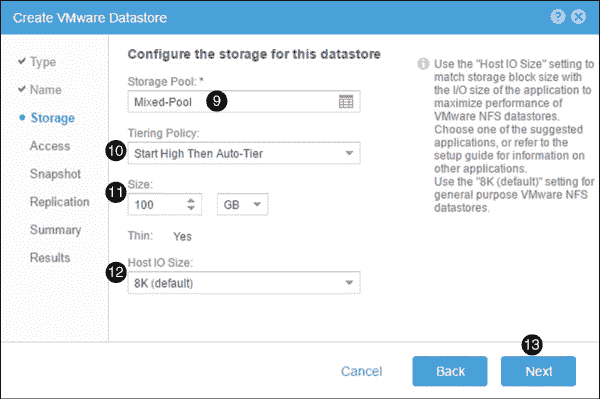 Create VMware Datastore
Type
Name
Storage
Access
Snapshot
Replication
Summary
Results
Configure the storage for this datastore
Storage Pool: *
Mixed-Pool 9
Tiering Policy:
10 Start High Then Auto-Tier
11 Size:
100 GB
Thin: Yes
Host IO Size:
12 8K (default)
Use the "Host IO Size" setting to
match storage block size with
the I/O size of the application to
maximize performance of
VMware NFS datastores.
Choose one of the suggested
applications, or refer to the
setup guide for information on
other applications.
Use the "8K (default)" setting for
general purpose VMware NFS
datastores.
13
Cancel Back Next